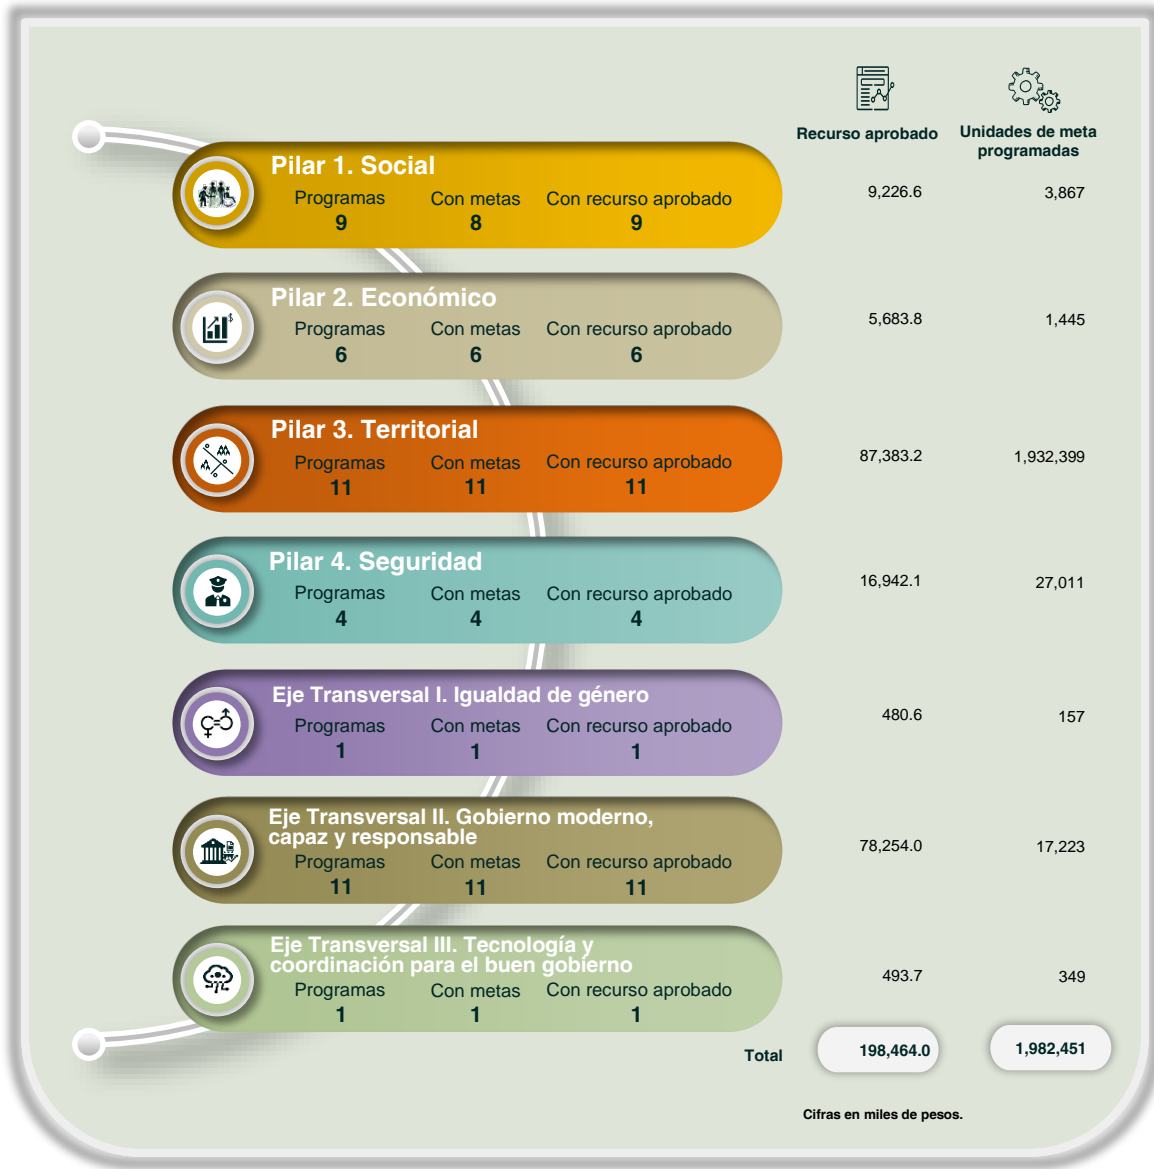 Recurso aprobado
Unidades de meta
programadas
Pilar 1. Social
Programas Con metas Con recurso aprobado
9 8 9
9,226.6 3,867
Pilar 2. Económico
Programas Con metas Con recurso aprobado
6 6 6
5,683.8 1,445
Pilar 3. Territorial
Programas Con metas Con recurso aprobado
11 11 11
87,383.2 1,932,399
Pilar 4. Seguridad
Programas Con metas Con recurso aprobado
4 4 4
16,942.1 27,011
Eje Transversal I. Igualdad de género
Programas Con metas Con recurso aprobado
1 1 1
480.6 157
Eje Transversal II. Gobierno moderno,
capaz y responsable
Programas Con metas Con recurso aprobado
11 11 11
78,254.0 17,223
Eje Transversal III. Tecnología y
coordinación para el buen gobierno
Programas Con metas Con recurso aprobado
1 1 1
493.7 349
Total 198,464.0 1,982,451
Cifras en miles de pesos.